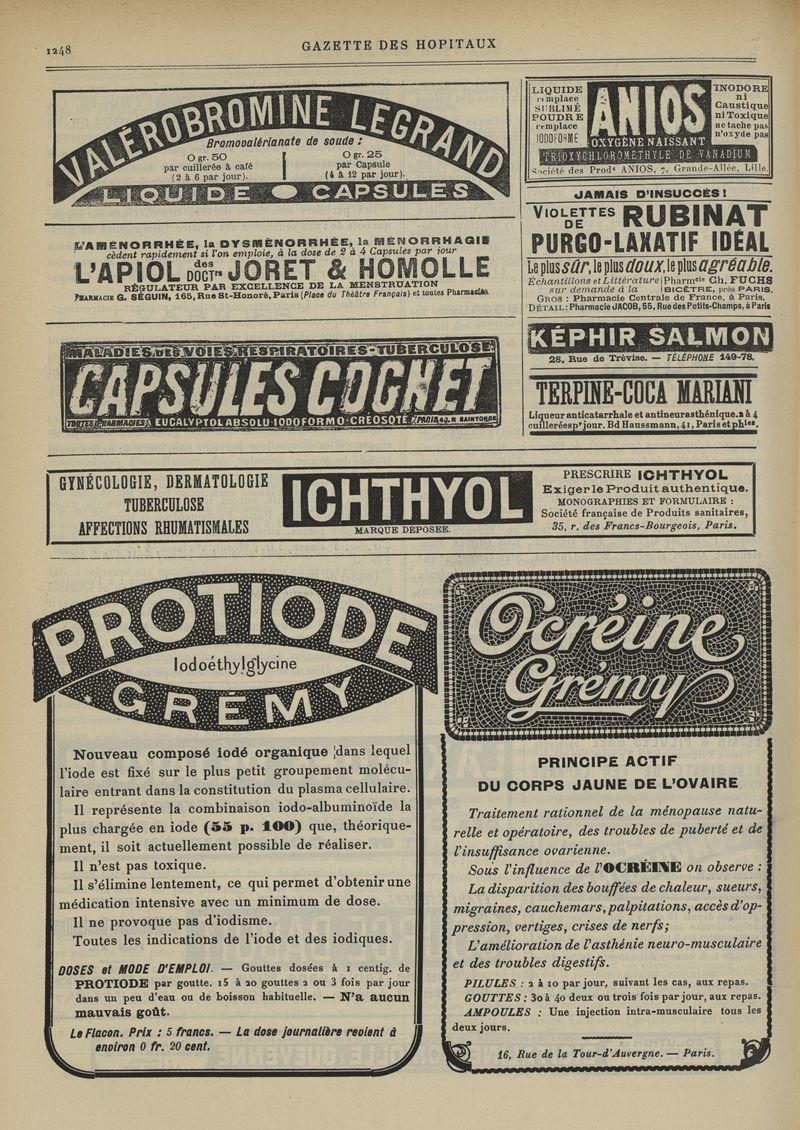 1248
GAZETTE DES HOPITAUX
VALÉROBROMINE LEGRAND
Bromovalérianate de soude :
0 gr. 50
par cuillerée à café
(2 à 6 par jour).
0 gr. 25
par Capsule
(4 à 12 par jour).
LIQUIDE CAPSULES
LIQUIDE
remplace
SUBLIMÉ
POUDRE
remplace
IODOFORME
ANIOS
OXYGÈNE NAISSANT
INODORE
ni
Caustique
ni Toxique
ne tache pas
n'oxyde pas
TRIOXYCHLOROMÉTHYLE DE VANADIUM
Société des Prods ANIOS, 7, Grande-Allée, Lille.
L'AMÉNORRHÉE, la DYSMÉNORRHÉE, la MÉNORRHAGIE
cèdent rapidement si l'on emploie, à la dose de 2 à 4 Capsules par jour
L'APIOL des DOCTrs JORET & HOMOLLE
RÉGULATEUR PAR EXCELLENCE DE LA MENSTRUATION
PHARMACIE G. SÉGUIN, 165, Rue St-Honoré, Paris (Place du Théâtre Français) et toutes Pharmacies
JAMAIS D'INSUCCÈS !
VIOLETTES DE RUBINAT
PURGO-LAXATIF IDÉAL
Le plus sûr, le plus doux, le plus agréable.
Échantillons et Littérature
sur demande à la
Pharmcie Ch. FUCHS
BICÊTRE, près PARIS.
GROS : Pharmacie Centrale de France, à Paris.
DÉTAIL : Pharmacie JACOB, 55, Rue des Petits-Champs, à Paris
MALADIES DES VOIES RESPIRATOIRES - TUBERCULOSE
CAPSULES COGNET
TOUTES PHARMACIES EUCALYPTOL ABSOLU IODOFORMO-CRÉOSOTÉ PARIS, 43, R. SAINTONGE
KÉPHIR SALMON
28, Rue de Trévise. — TÉLÉPHONE 149-78.
TERPINE-COCA MARIANI
Liqueur anticatarrhale et antineurasthénique. 2 à 4
cuillerées pr jour. Bd Haussmann, 41, Paris et phies.
GYNÉCOLOGIE, DERMATOLOGIE
TUBERCULOSE
AFFECTIONS RHUMATISMALES
ICHTHYOL
MARQUE DÉPOSÉE.
PRESCRIRE ICHTHYOL
Exiger le Produit authentique.
MONOGRAPHIES ET FORMULAIRE :
Société française de Produits sanitaires,
35, r. des Francs-Bourgeois, Paris.
PROTIODE
Iodoéthylglycine
GRÉMY
Nouveau composé iodé organique dans lequel
l'iode est fixé sur le plus petit groupement molécu-
laire entrant dans la constitution du plasma cellulaire.
Il représente la combinaison iodo-albuminoïde la
plus chargée en iode (55 p. 100) que, théorique-
ment, il soit actuellement possible de réaliser.
Il n'est pas toxique.
Il s'élimine lentement, ce qui permet d'obtenir une
médication intensive avec un minimum de dose.
Il ne provoque pas d'iodisme.
Toutes les indications de l'iode et des iodiques.
DOSES et MODE D'EMPLOI. — Gouttes dosées à 1 centig. de
PROTIODE par goutte. 15 à 20 gouttes 2 ou 3 fois par jour
dans un peu d'eau ou de boisson habituelle. — N'a aucun
mauvais goût.
Le Flacon. Prix : 5 francs. — La dose journalière revient à
environ 0 fr. 20 cent.
Ocréine
Grémy
PRINCIPE ACTIF
DU CORPS JAUNE DE L'OVAIRE
Traitement rationnel de la ménopause natu-
relle et opératoire, des troubles de puberté et de
l'insuffisance ovarienne.
Sous l'influence de l'OCRÉINE on observe :
La disparition des bouffées de chaleur, sueurs,
migraines, cauchemars, palpitations, accès d'op-
pression, vertiges, crises de nerfs ;
L'amélioration de l'asthénie neuro-musculaire
et des troubles digestifs.
PILULES : 2 à 10 par jour, suivant les cas, aux repas.
GOUTTES : 30 à 40 deux ou trois fois par jour, aux repas.
AMPOULES : Une injection intra-musculaire tous les
deux jours.
16, Rue de la Tour-d'Auvergne. — Paris.